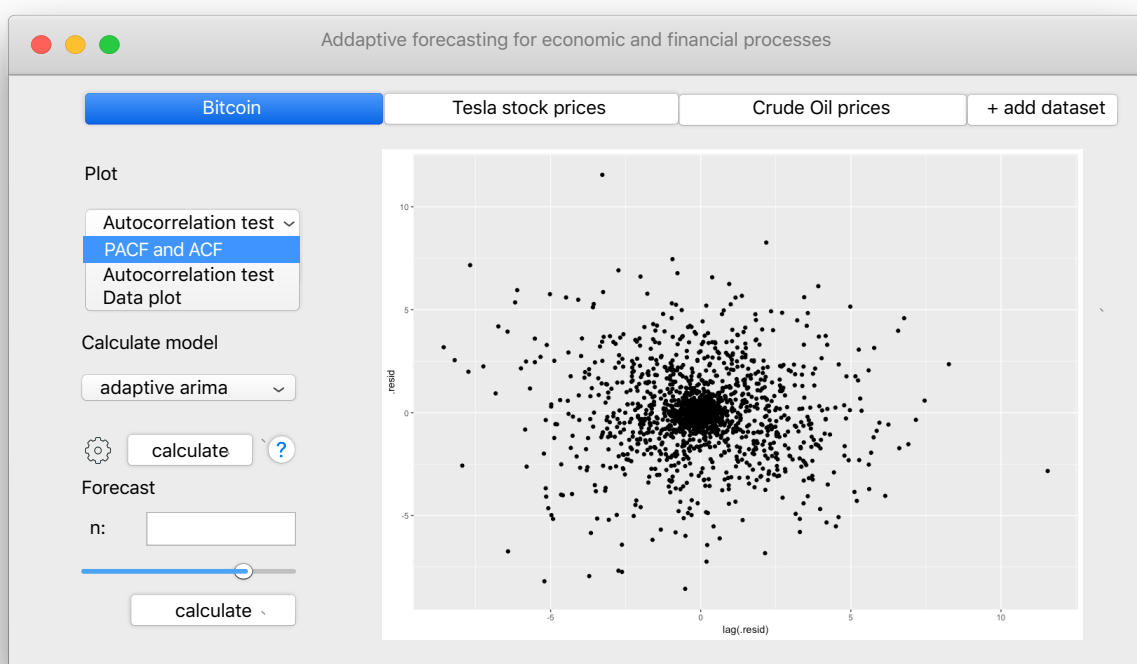 Addaptive forecasting for economic and financial processes
Bitcoin
Tesla stock prices
Crude Oil prices
+ add dataset
Plot
Autocorrelation test
PACF and ACF
Autocorrelation test
Data plot
Calculate model
adaptive arima
calculate
?
Forecast
n:
calculate
.resid
10
5
0
-5
-5
0
5
10
lag(.resid)